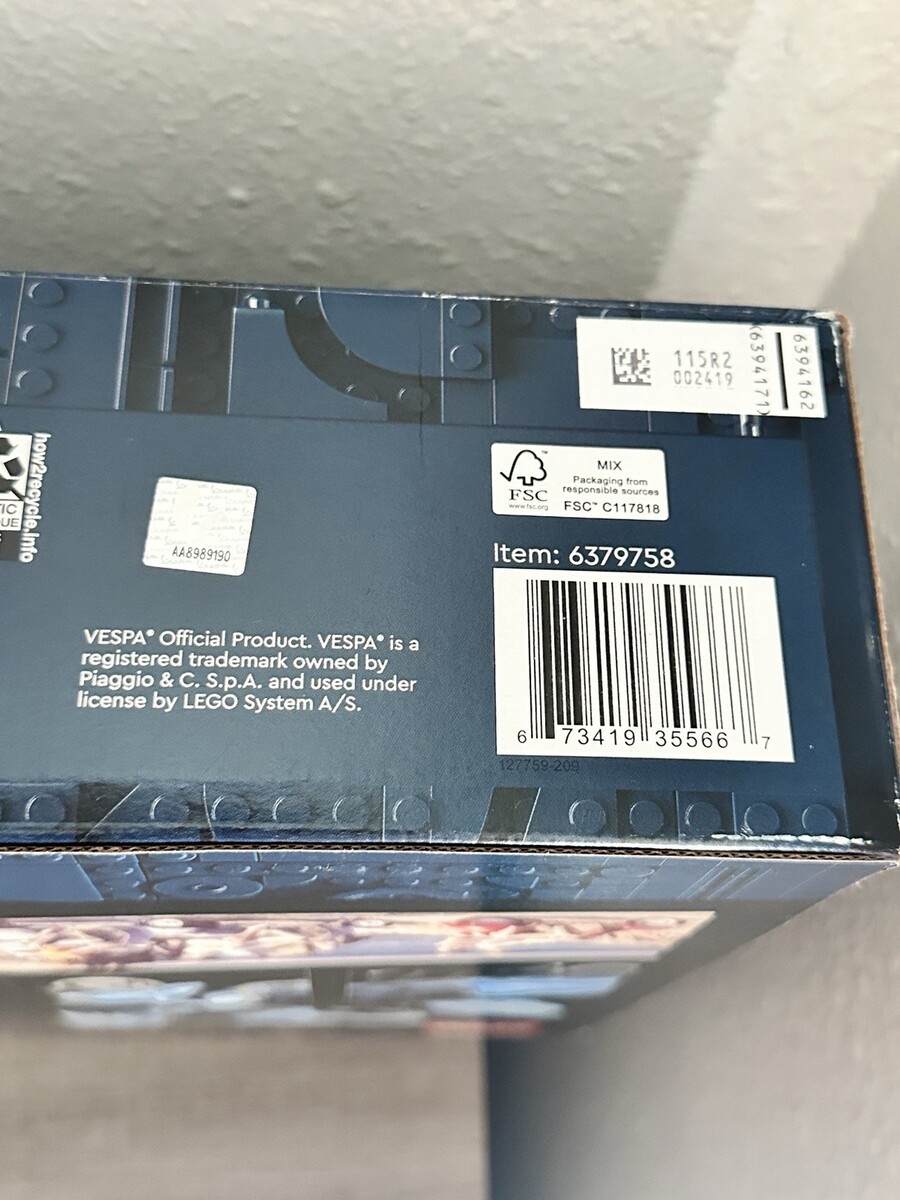 115R2
002419
(6394171)
6394162
how2recycle.info
MIX
Packaging from
responsible sources
FSC™ C117818
FSC
www.fsc.org
AA8989190
Item: 6379758
VESPA® Official Product. VESPA® is a
registered trademark owned by
Piaggio & C. S.p.A. and used under
license by LEGO System A/S.
6 73419 35566 7
127759-209